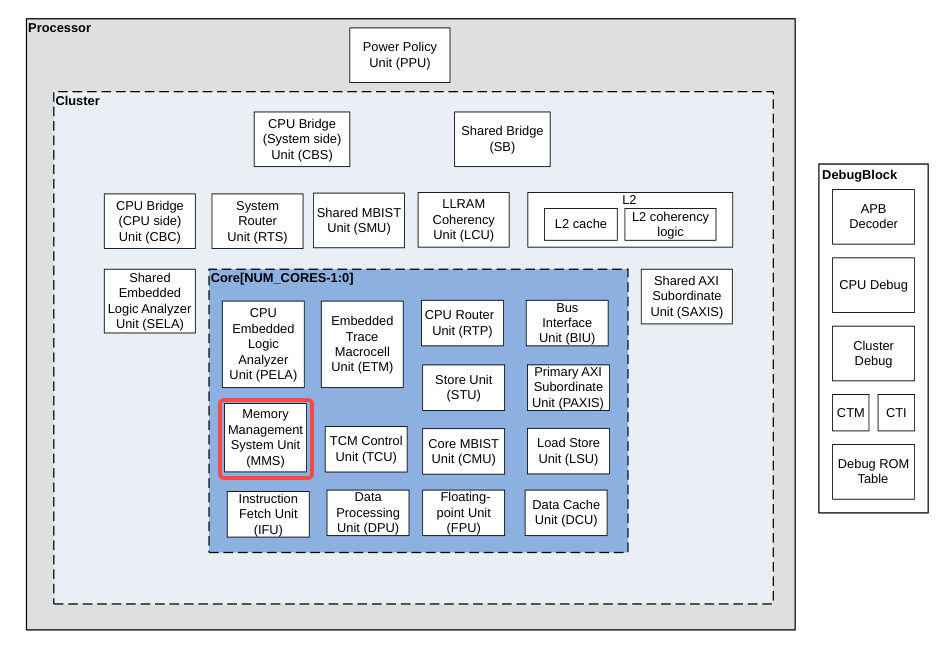 Processor
Power Policy
Unit (PPU)
Cluster
CPU Bridge
(System side)
Unit (CBS)
Shared Bridge
(SB)
CPU Bridge
(CPU side)
Unit (CBC)
System
Router
Unit (RTS)
Shared MBIST
Unit (SMU)
LLRAM
Coherency
Unit (LCU)
L2
L2 cache
L2 coherency
logic
Shared
Embedded
Logic Analyzer
Unit (SELA)
Core[NUM_CORES-1:0]
Shared AXI
Subordinate
Unit (SAXIS)
CPU
Embedded
Logic
Analyzer
Unit (PELA)
Embedded
Trace
Macrocell
Unit (ETM)
CPU Router
Unit (RTP)
Bus
Interface
Unit (BIU)
Store Unit
(STU)
Primary AXI
Subordinate
Unit (PAXIS)
Memory
Management
System Unit
(MMS)
TCM Control
Unit (TCU)
Core MBIST
Unit (CMU)
Load Store
Unit (LSU)
Instruction
Fetch Unit
(IFU)
Data
Processing
Unit (DPU)
Floating-
point Unit
(FPU)
Data Cache
Unit (DCU)
DebugBlock
APB
Decoder
CPU Debug
Cluster
Debug
CTM
CTI
Debug ROM
Table